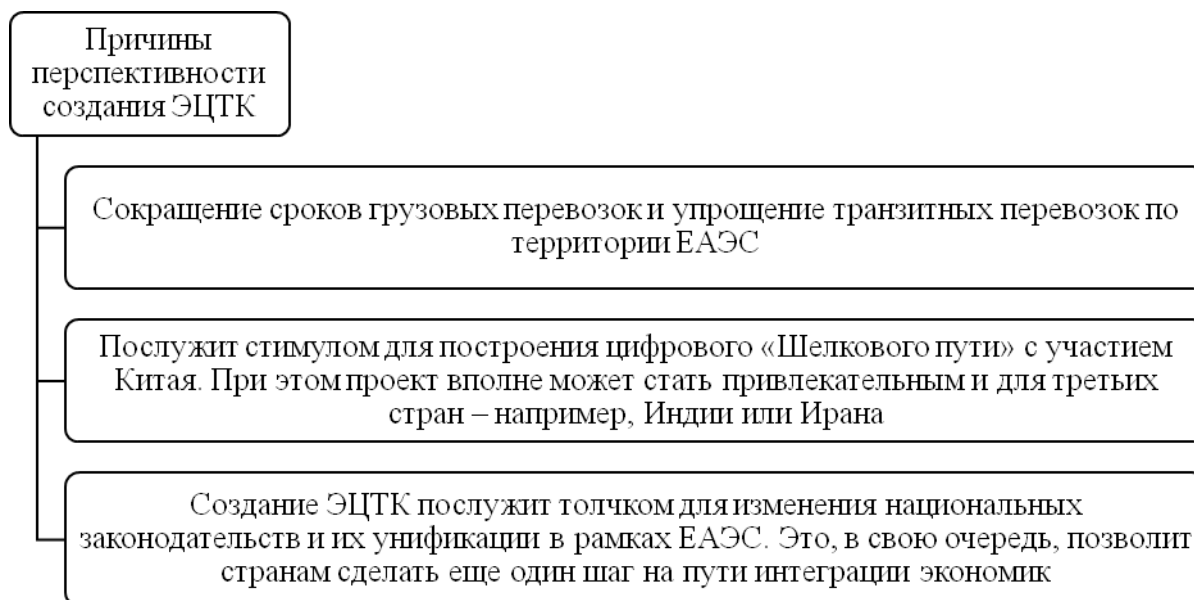 Причины
перспективности
создания ЭЦТК
Сокращение сроков грузовых перевозок и упрощение транзитных перевозок по
территории ЕАЭС
Послужит стимулом для построения цифрового «Шелкового пути» с участием
Китая. При этом проект вполне может стать привлекательным и для третьих
стран – например, Индии или Ирана
Создание ЭЦТК послужит толчком для изменения национальных
законодательств и их унификации в рамках ЕАЭС. Это, в свою очередь, позволит
странам сделать еще один шаг на пути интеграции экономик